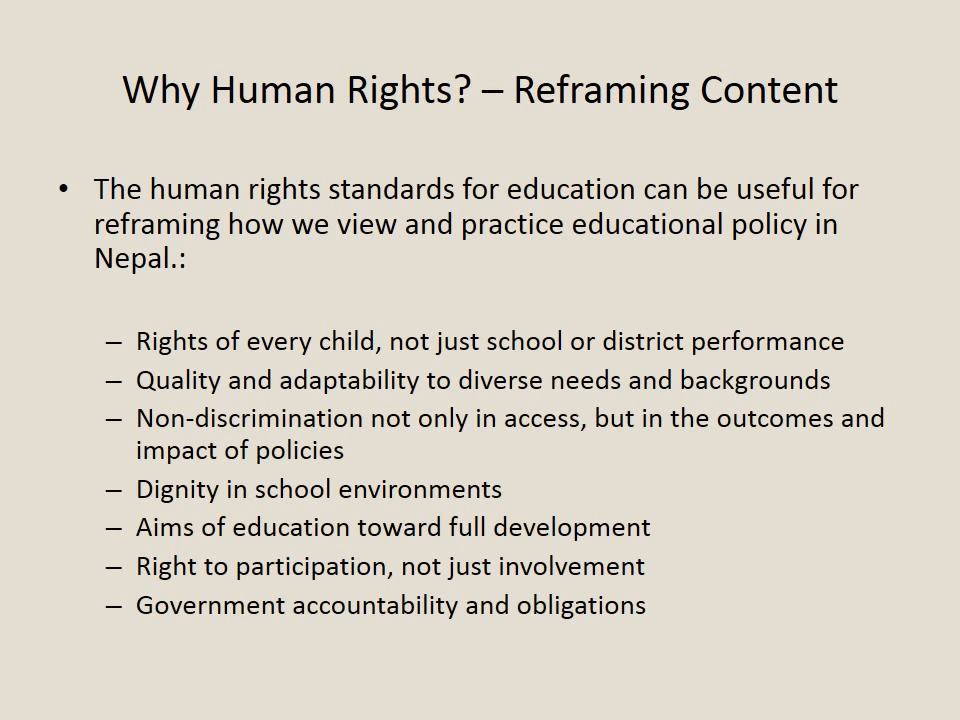 Why Human Rights? – Reframing Content
• The human rights standards for education can be useful for
reframing how we view and practice educational policy in
Nepal.:
– Rights of every child, not just school or district performance
– Quality and adaptability to diverse needs and backgrounds
– Non-discrimination not only in access, but in the outcomes and
impact of policies
– Dignity in school environments
– Aims of education toward full development
– Right to participation, not just involvement
– Government accountability and obligations